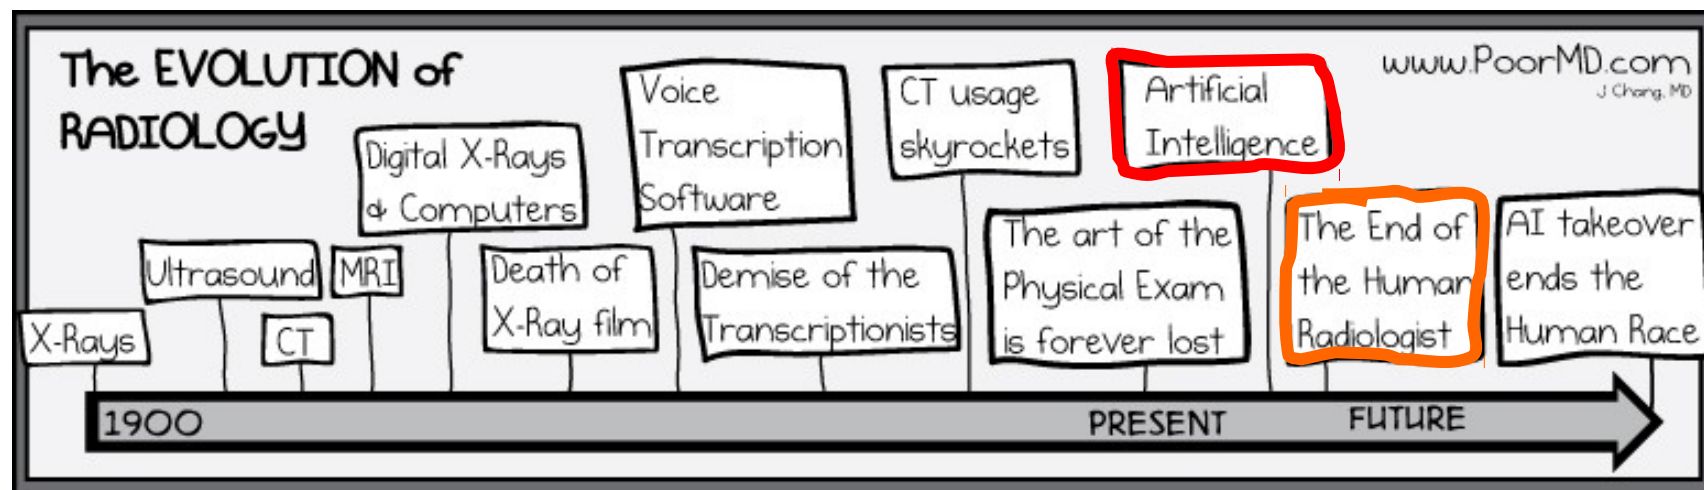 The EVOLUTION of
RADIOLOGY
www.PoorMD.com
J Chang, MD
X-Rays
Ultrasound
CT
MRI
Digital X-Rays
& Computers
Death of
X-Ray film
Voice
Transcription
Software
Demise of the
Transcriptionists
CT usage
skyrockets
The art of the
Physical Exam
is forever lost
Artificial
Intelligence
The End of
the Human
Radiologist
AI takeover
ends the
Human Race
1900
PRESENT
FUTURE